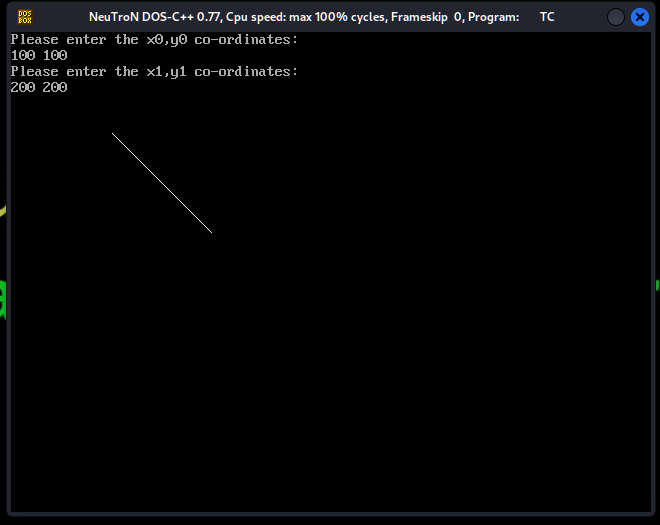 DOS
BOX
NeuTroN DOS-C++ 0.77, Cpu speed: max 100% cycles, Frameskip 0, Program: TC
Please enter the x0,y0 co-ordinates:
100 100
Please enter the x1,y1 co-ordinates:
200 200